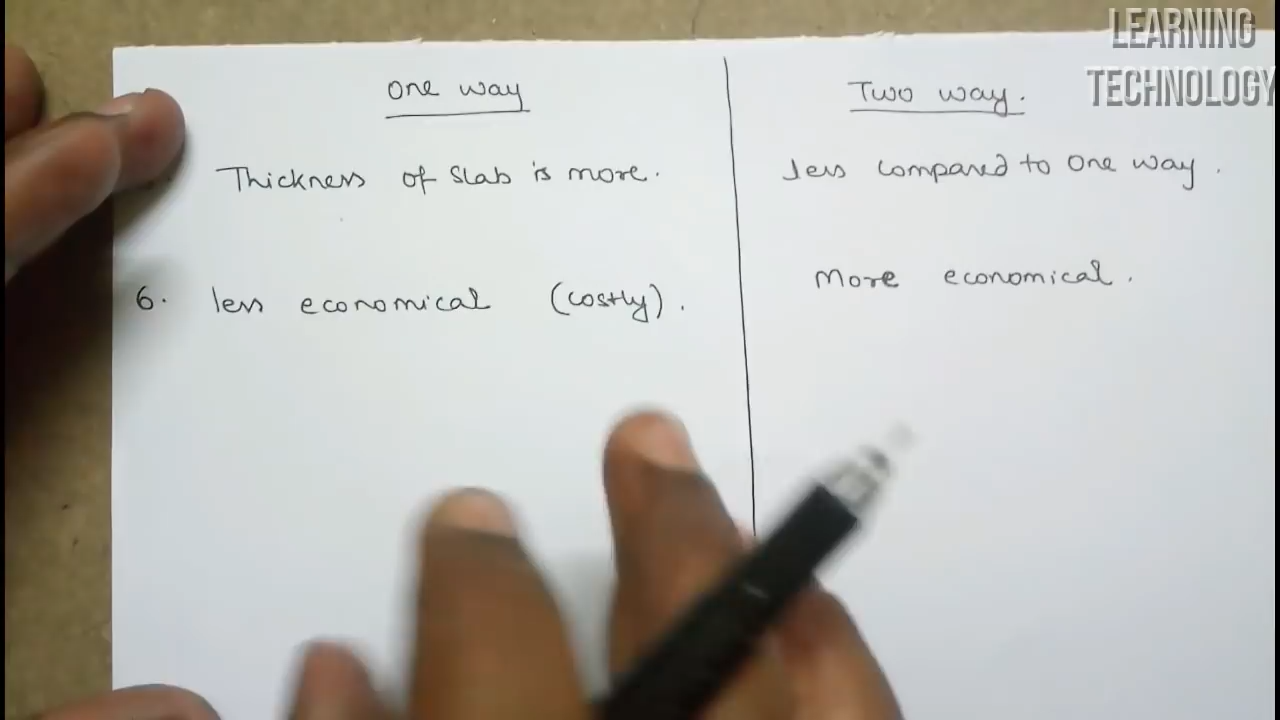 LEARNING
TECHNOLOGY
One way
Two way.
Thickness of slab is more.
less compared to one way.
6. less economical (costly).
More economical.